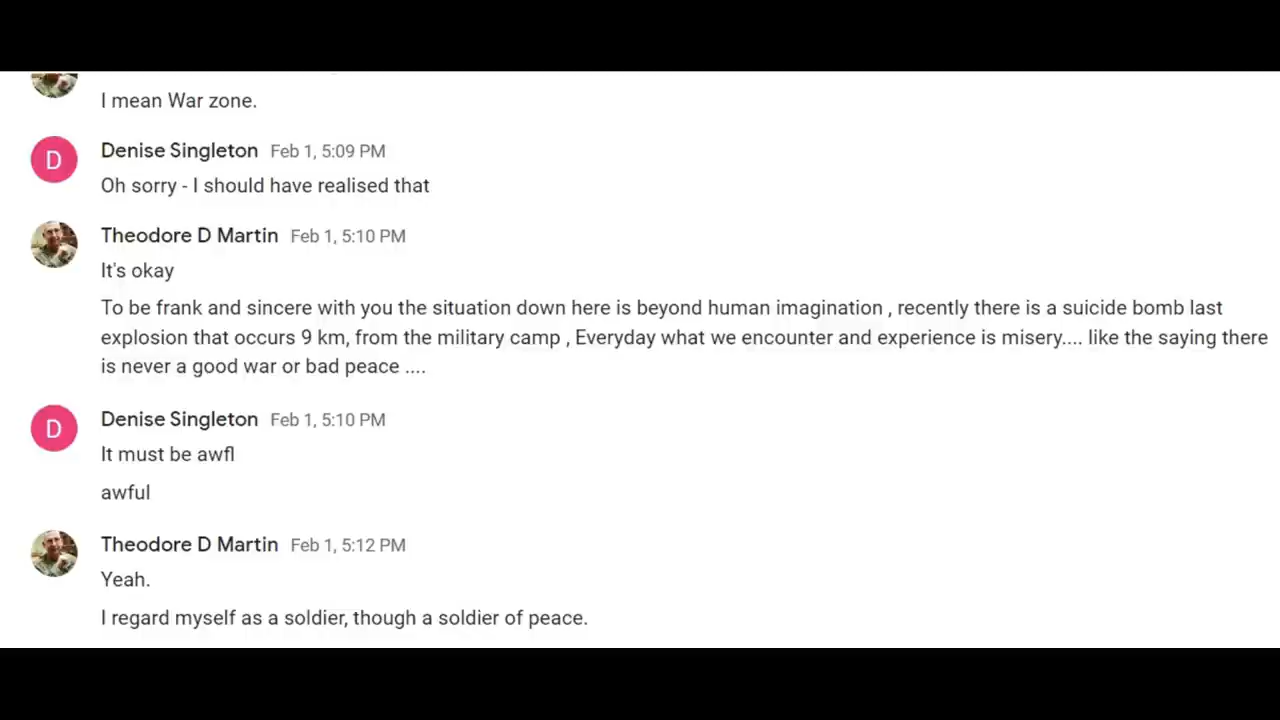 I mean War zone.
D
Denise Singleton Feb 1, 5:09 PM
Oh sorry - I should have realised that
Theodore D Martin Feb 1, 5:10 PM
It's okay
To be frank and sincere with you the situation down here is beyond human imagination , recently there is a suicide bomb last
explosion that occurs 9 km, from the military camp , Everyday what we encounter and experience is misery.... like the saying there
is never a good war or bad peace ....
D
Denise Singleton Feb 1, 5:10 PM
It must be awfl
awful
Theodore D Martin Feb 1, 5:12 PM
Yeah.
I regard myself as a soldier, though a soldier of peace.